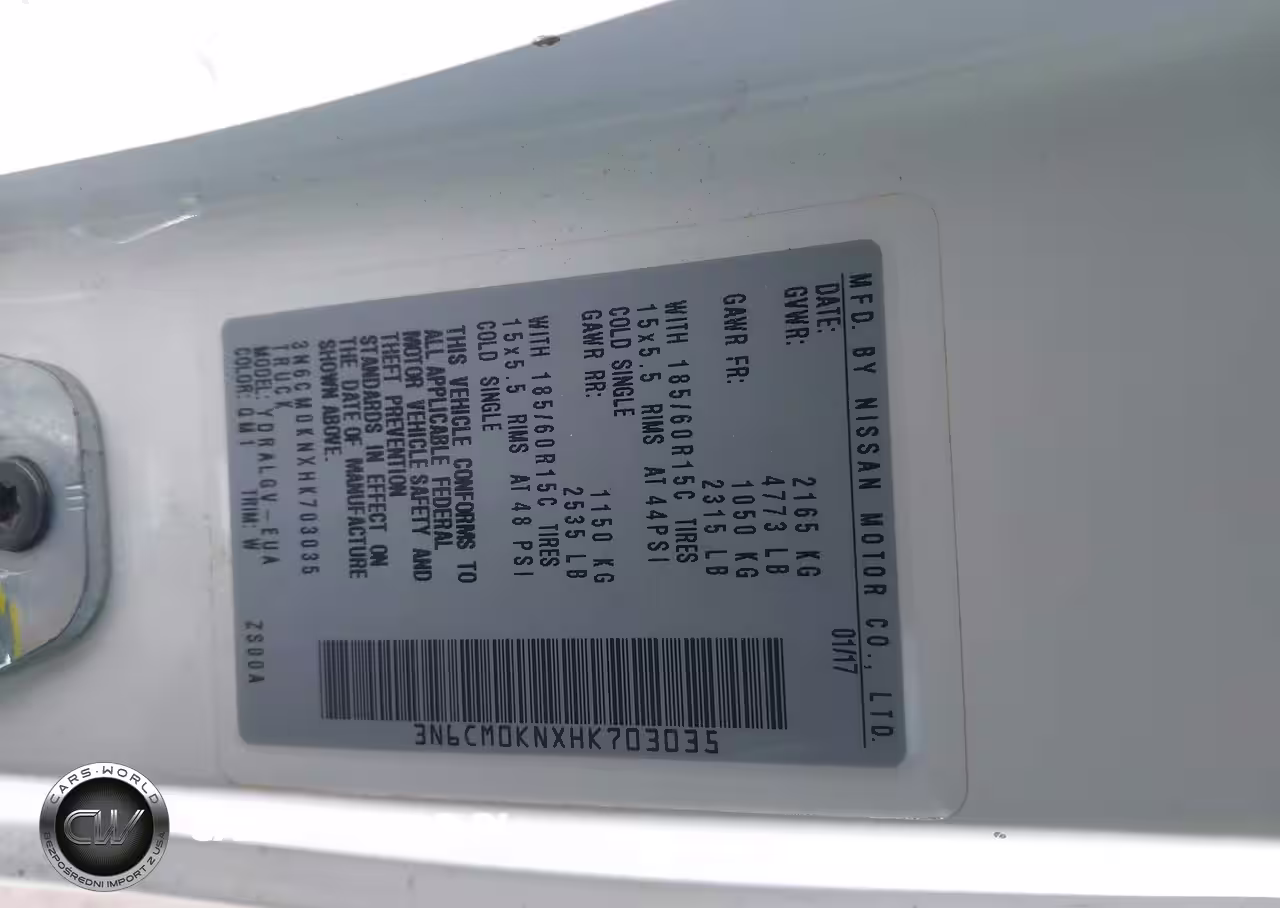 MFD. BY NISSAN MOTOR CO., LTD.
DATE: 01/17
GVWR: 2165 KG
4773 LB
GAWR FR: 1050 KG
2315 LB
WITH 185/60R15C TIRES
15x5.5 RIMS AT 44PSI
COLD SINGLE
GAWR RR: 1150 KG
2535 LB
WITH 185/60R15C TIRES
15x5.5 RIMS AT 48 PSI
COLD SINGLE
THIS VEHICLE CONFORMS TO
ALL APPLICABLE FEDERAL
MOTOR VEHICLE SAFETY AND
THEFT PREVENTION
STANDARDS IN EFFECT ON
THE DATE OF MANUFACTURE
SHOWN ABOVE.
3N6CM0KNXHK703035
TRUCK
MODEL: YDRALGV-EUA
COLOR: QM1 TRIM: W ZS00A
3N6CM0KNXHK703035
CARS-WORLD
CW
BEZPOŚREDNI IMPORT Z USA